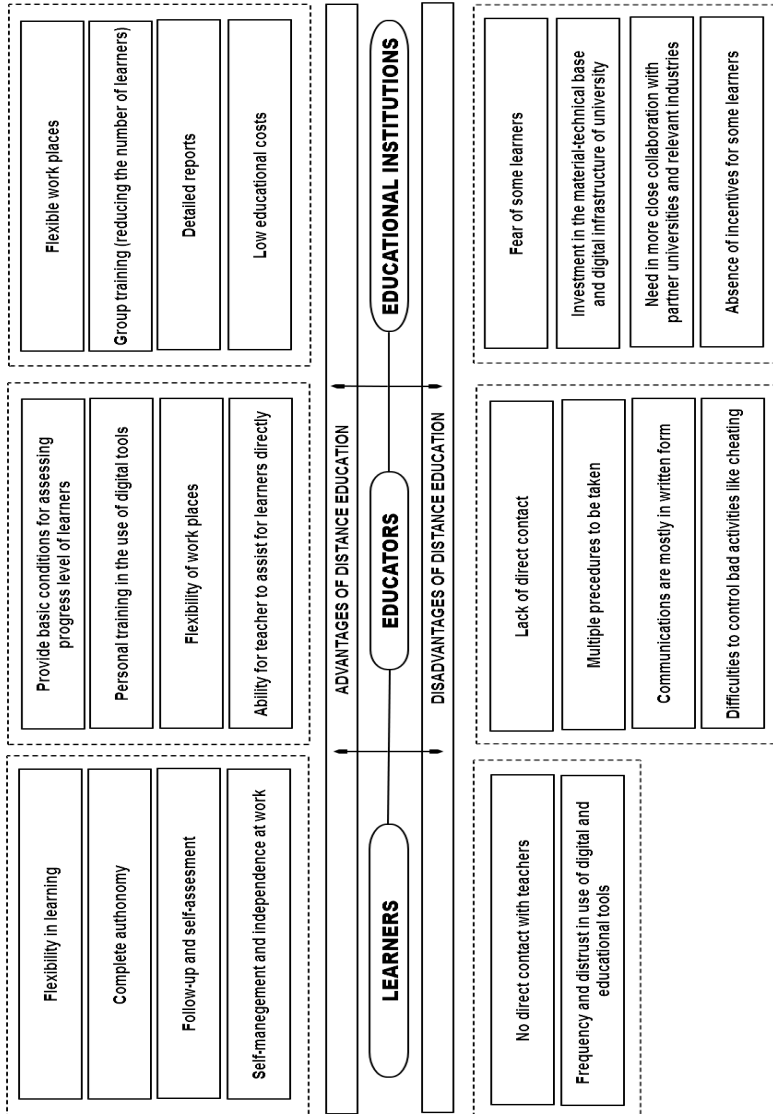 Flexibility in learning
Complete authonomy
Follow-up and self-assesment
Self-manegement and independence at work
Provide basic conditions for assessing
progress level of learners
Personal training in the use of digital tools
Flexibility of work places
Ability for teacher to assist for learners directly
Flexible work places
Group training (reducing the number of learners)
Detailed reports
Low educational costs
ADVANTAGES OF DISTANCE EDUCATION
LEARNERS
EDUCATORS
EDUCATIONAL INSTITUTIONS
DISADVANTAGES OF DISTANCE EDUCATION
No direct contact with teachers
Frequency and distrust in use of digital and
educational tools
Lack of direct contact
Multiple precedures to be taken
Communications are mostly in written form
Difficulties to control bad activities like cheating
Fear of some learners
Investment in the material-technical base
and digital infrastructure of university
Need in more close collaboration with
partner universities and relevant industries
Absence of incentives for some learners